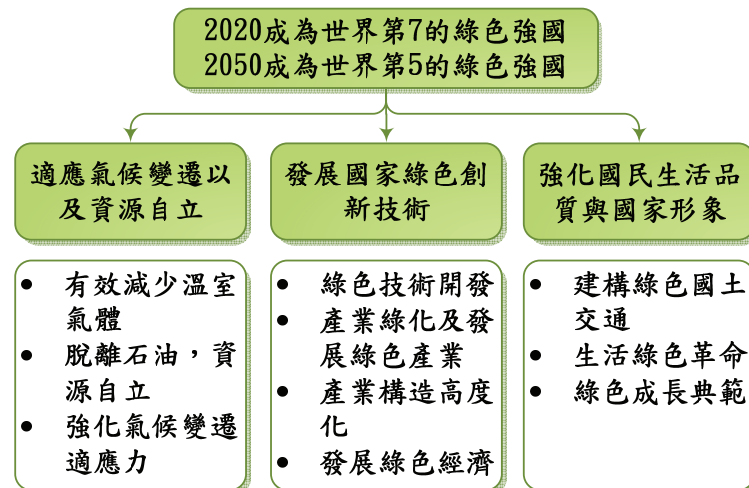 2020成為世界第7的綠色強國
2050成為世界第5的綠色強國
適應氣候變遷以
及資源自立
發展國家綠色創
新技術
強化國民生活品
質與國家形象
• 有效減少溫室
氣體
• 脫離石油，資
源自立
• 強化氣候變遷
適應力
• 綠色技術開發
• 產業綠化及發
展綠色產業
• 產業構造高度
化
• 發展綠色經濟
• 建構綠色國土
交通
• 生活綠色革命
• 綠色成長典範